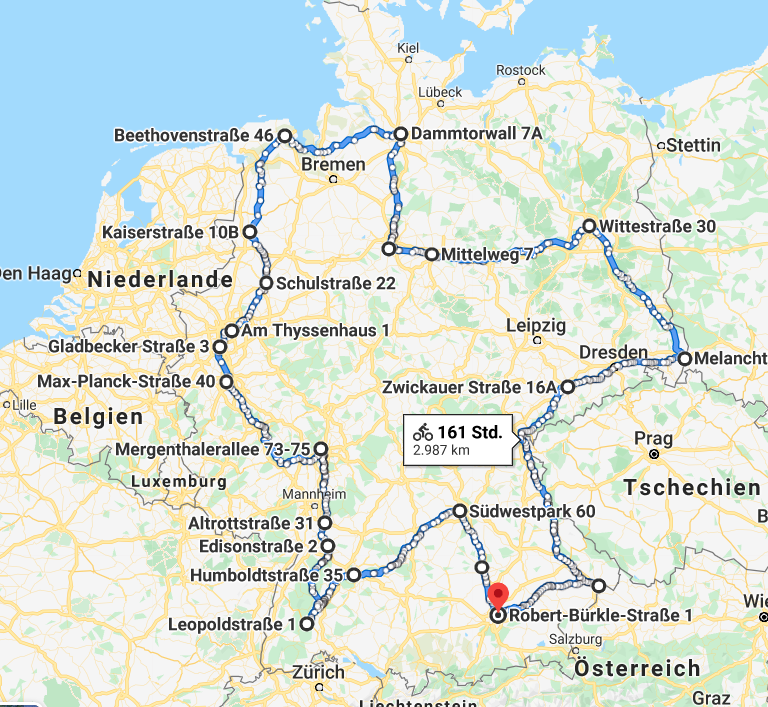 Kiel
Rostock
Lübeck
Beethovenstraße 46
Dammtorwall 7A
Stettin
Bremen
Kaiserstraße 10B
Wittestraße 30
Mittelweg 7
Den Haag
Niederlande
Schulstraße 22
Am Thyssenhaus 1
Leipzig
Gladbecker Straße 3
Dresden
Melancht
Max-Planck-Straße 40
Zwickauer Straße 16A
Lille
Belgien
161 Std.
2.987 km
Prag
Mergenthalerallee 73-75
Luxemburg
Tschechien
Mannheim
Südwestpark 60
Altrottstraße 31
Edisonstraße 2
Humboldtstraße 35
Wie
Robert-Bürkle-Straße 1
Leopoldstraße 1
Salzburg
Zürich
Österreich
Graz
Liechtenstein